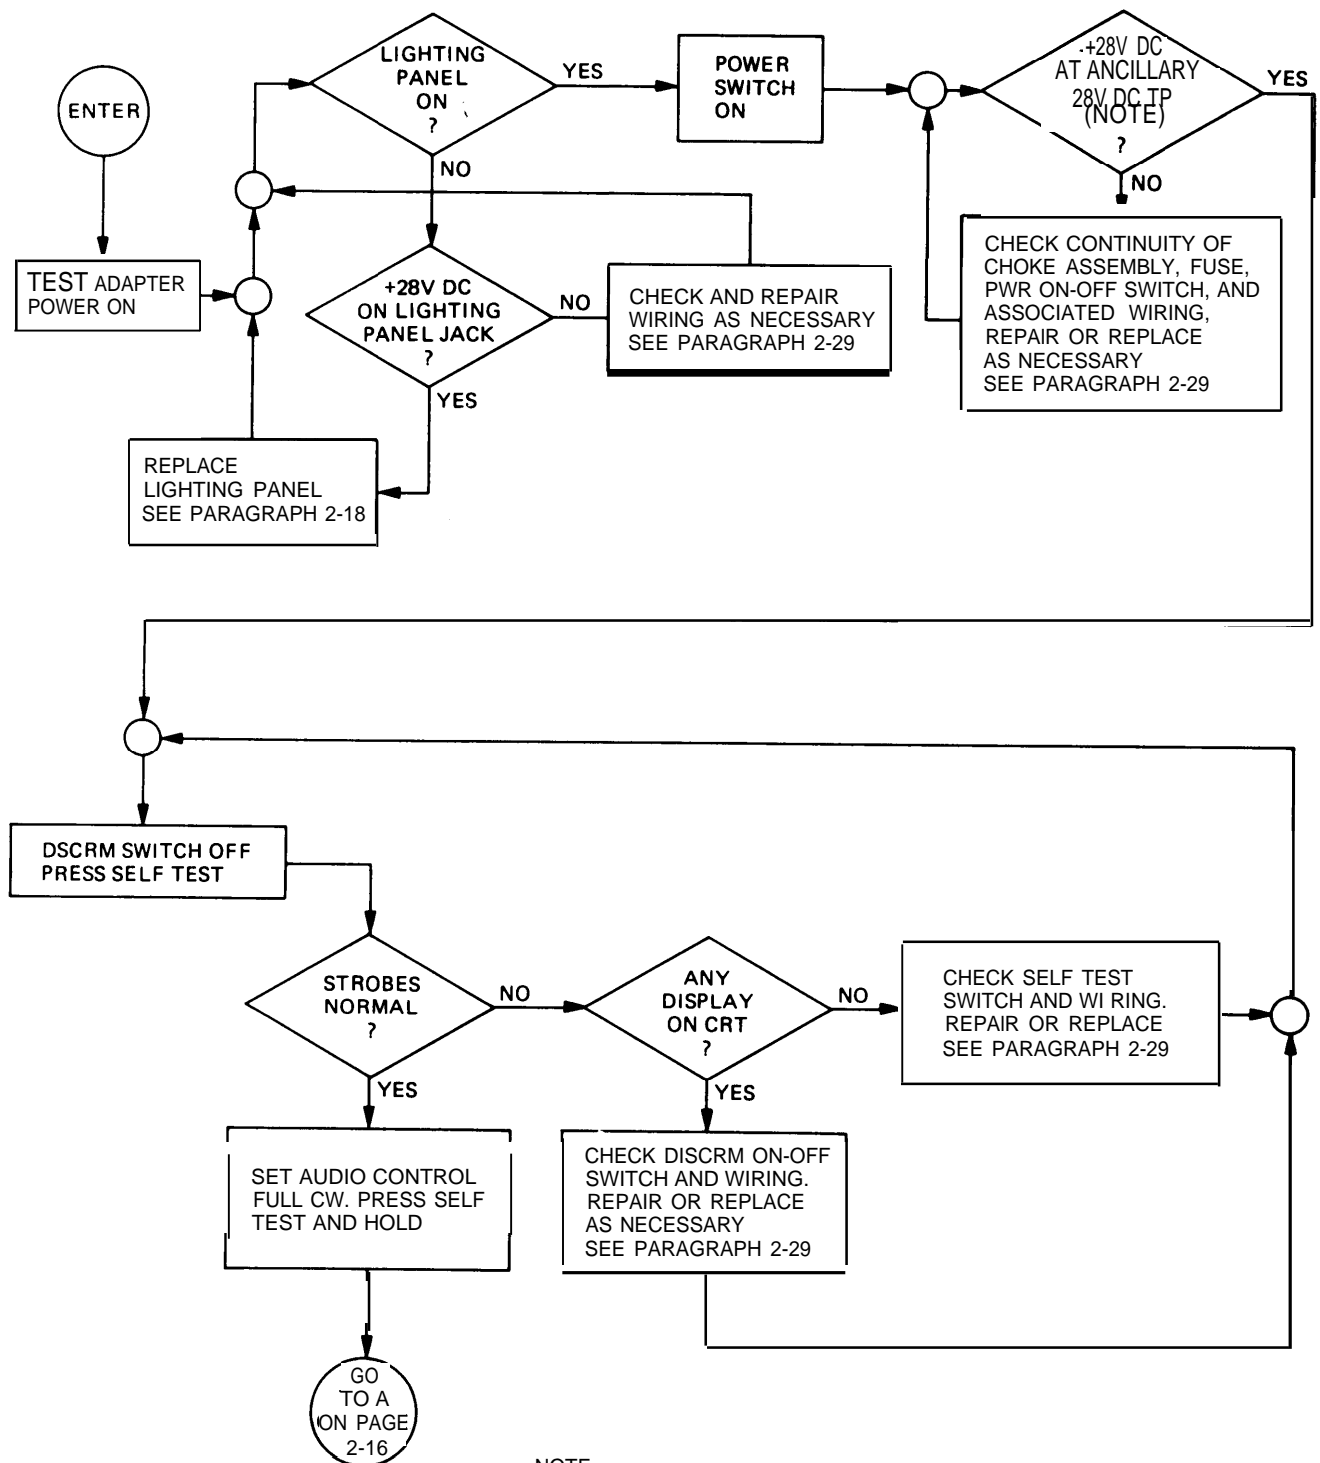 ENTER
TEST ADAPTER
POWER ON
LIGHTING
PANEL
ON
?
YES
NO
POWER
SWITCH
ON
+28V DC
AT ANCILLARY
28V DC TP
(NOTE)
?
YES
NO
CHECK CONTINUITY OF
CHOKE ASSEMBLY, FUSE,
PWR ON-OFF SWITCH, AND
ASSOCIATED WIRING,
REPAIR OR REPLACE
AS NECESSARY
SEE PARAGRAPH 2-29
+28V DC
ON LIGHTING
PANEL JACK
?
NO
YES
CHECK AND REPAIR
WIRING AS NECESSARY
SEE PARAGRAPH 2-29
REPLACE
LIGHTING PANEL
SEE PARAGRAPH 2-18
DSCRM SWITCH OFF
PRESS SELF TEST
STROBES
NORMAL
?
NO
YES
ANY
DISPLAY
ON CRT
?
NO
YES
CHECK SELF TEST
SWITCH AND WI RING.
REPAIR OR REPLACE
SEE PARAGRAPH 2-29
SET AUDIO CONTROL
FULL CW. PRESS SELF
TEST AND HOLD
CHECK DISCRM ON-OFF
SWITCH AND WIRING.
REPAIR OR REPLACE
AS NECESSARY
SEE PARAGRAPH 2-29
GO
TO A
ON PAGE
2-16
NOTE